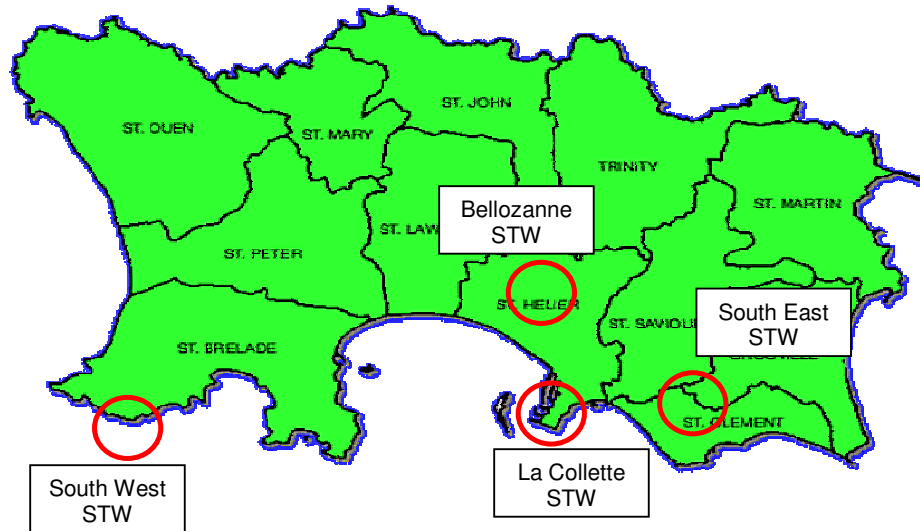 ST. JOHN
ST. OUEN
ST. MARY
TRINITY
Bellozanne
STW
ST. MARTIN
ST. LAW
ST. PETER
ST. HELIER
South East
STW
ST. SAVIOU
ST. BRELADE
ST. CLEMENT
La Collette
STW
South West
STW